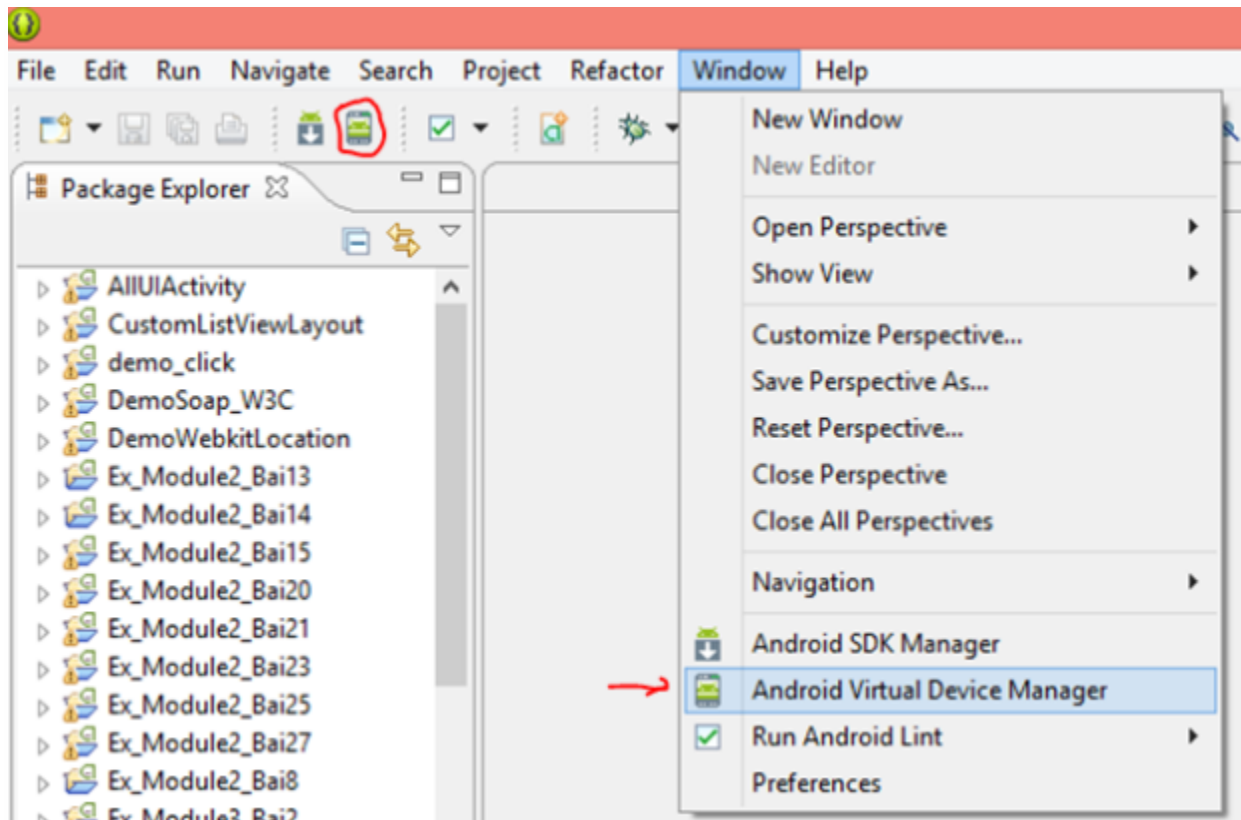 File Edit Run Navigate Search Project Refactor Window Help
Package Explorer
AllUIActivity
CustomListViewLayout
demo_click
DemoSoap_W3C
DemoWebkitLocation
Ex_Module2_Bai13
Ex_Module2_Bai14
Ex_Module2_Bai15
Ex_Module2_Bai20
Ex_Module2_Bai21
Ex_Module2_Bai23
Ex_Module2_Bai25
Ex_Module2_Bai27
Ex_Module2_Bai8
Ex_Module3_Bai2
New Window
New Editor
Open Perspective
Show View
Customize Perspective...
Save Perspective As...
Reset Perspective...
Close Perspective
Close All Perspectives
Navigation
Android SDK Manager
Android Virtual Device Manager
Run Android Lint
Preferences